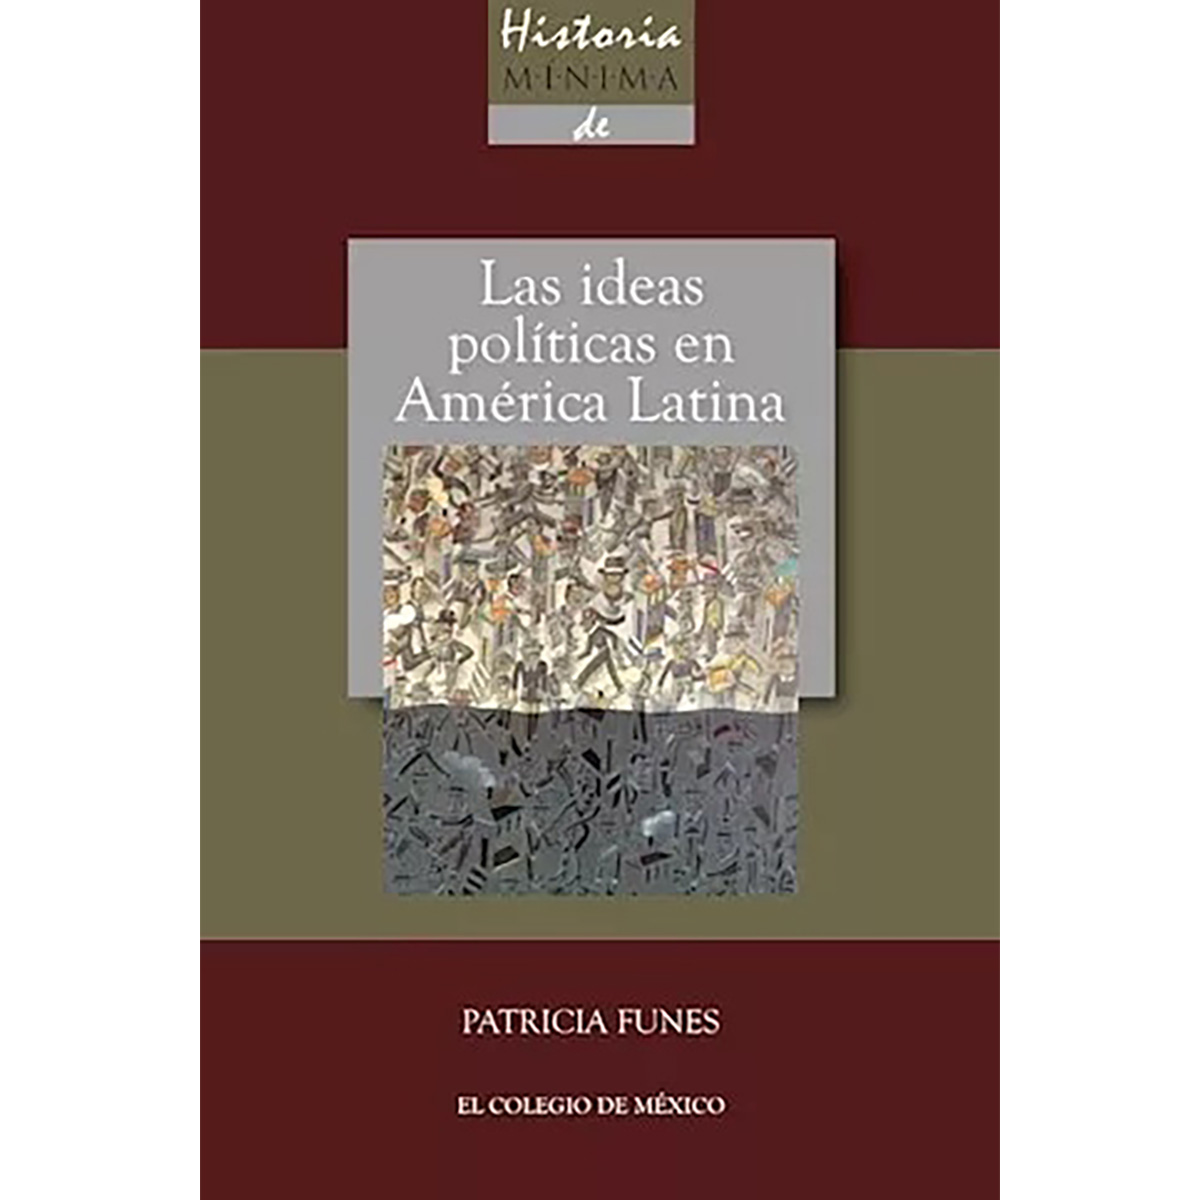 Historia
M·Í·N·I·M·A
de
Las ideas
políticas en
América Latina
PATRICIA FUNES
EL COLEGIO DE MÉXICO